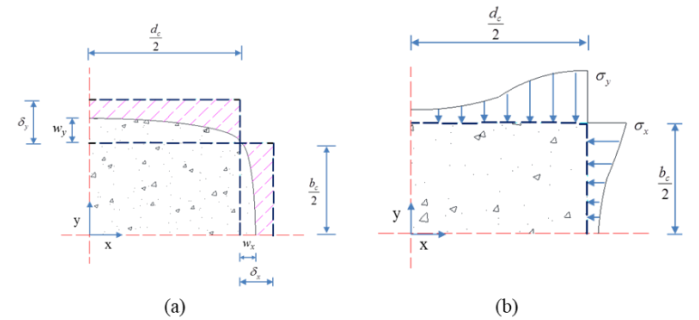 d_c/2
δ_y
w_y
b_c/2
y
x
w_x
δ_x
(a)
d_c/2
σ_y
σ_x
b_c/2
y
x
(b)